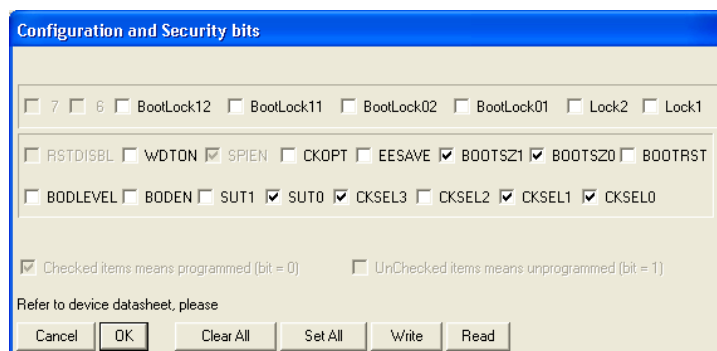 Configuration and Security bits
7 6 BootLock12 BootLock11 BootLock02 BootLock01 Lock2 Lock1
RSTDISBL WDTON SPIEN CKOPT EESAVE BOOTSZ1 BOOTSZ0 BOOTRST
BODLEVEL BODEN SUT1 SUT0 CKSEL3 CKSEL2 CKSEL1 CKSEL0
Checked items means programmed (bit = 0) UnChecked items means unprogrammed (bit = 1)
Refer to device datasheet, please
Cancel OK Clear All Set All Write Read